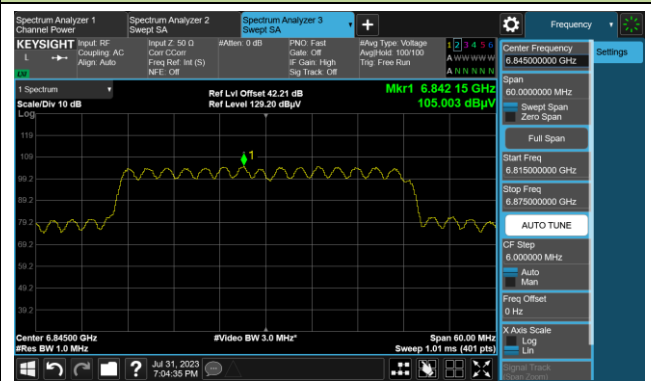 Spectrum Analyzer 1
Channel Power
Spectrum Analyzer 2
Swept SA
Spectrum Analyzer 3
Swept SA
+
Frequency
KEYSIGHT
L
LXI
Input: RF
Coupling: AC
Align: Auto
Input Z: 50 Ω
Corr CCorr
Freq Ref: Int (S)
NFE: Off
#Atten: 0 dB
PNO: Fast
Gate: Off
IF Gain: High
Sig Track: Off
#Avg Type: Voltage
Avg|Hold: 100/100
Trig: Free Run
1 2 3 4 5 6
A W W W W W
A N N N N N
Center Frequency
6.845000000 GHz
Settings
Span
60.0000000 MHz
Swept Span
Zero Span
Full Span
Start Freq
6.815000000 GHz
Stop Freq
6.875000000 GHz
AUTO TUNE
CF Step
6.000000 MHz
Auto
Man
Freq Offset
0 Hz
X Axis Scale
Log
Lin
Signal Track
(Span Zoom)
1 Spectrum
Scale/Div 10 dB
Log
Ref Lvl Offset 42.21 dB
Ref Level 129.20 dBµV
Mkr1 6.842 15 GHz
105.003 dBµV
1
119
109
99.2
89.2
79.2
69.2
59.2
49.2
39.2
Center 6.84500 GHz
#Res BW 1.0 MHz
#Video BW 3.0 MHz*
Span 60.00 MHz
Sweep 1.01 ms (401 pts)
?
Jul 31, 2023
7:04:35 PM